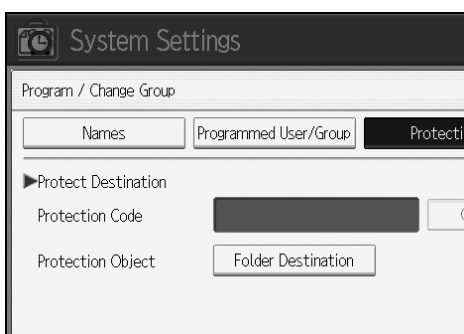 System Settings
Program / Change Group
Names Programmed User/Group Protecti
▶Protect Destination
Protection Code
Protection Object Folder Destination